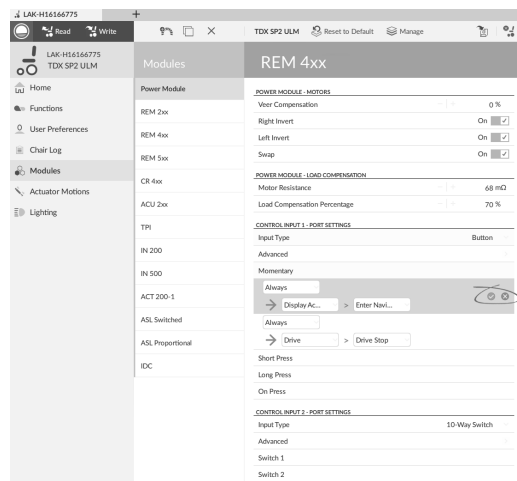 LAK-H16166775
Read
Write
TDX SP2 ULM
Reset to Default
Manage
LAK-H16166775
TDX SP2 ULM
Home
Functions
User Preferences
Chair Log
Modules
Actuator Motions
Lighting
Modules
Power Module
REM 2xx
REM 4xx
REM 5xx
CR 4xx
ACU 2xx
TPI
IN 200
IN 500
ACT 200-1
ASL Switched
ASL Proportional
IDC
REM 4xx
POWER MODULE - MOTORS
Veer Compensation 0 %
Right Invert On
Left Invert On
Swap On
POWER MODULE - LOAD COMPENSATION
Motor Resistance 68 mΩ
Load Compensation Percentage 70 %
CONTROL INPUT 1 - PORT SETTINGS
Input Type Button
Advanced
Momentary
Always
Display Ac... > Enter Navi...
Always
Drive > Drive Stop
Short Press
Long Press
On Press
CONTROL INPUT 2 - PORT SETTINGS
Input Type 10-Way Switch
Advanced
Switch 1
Switch 2